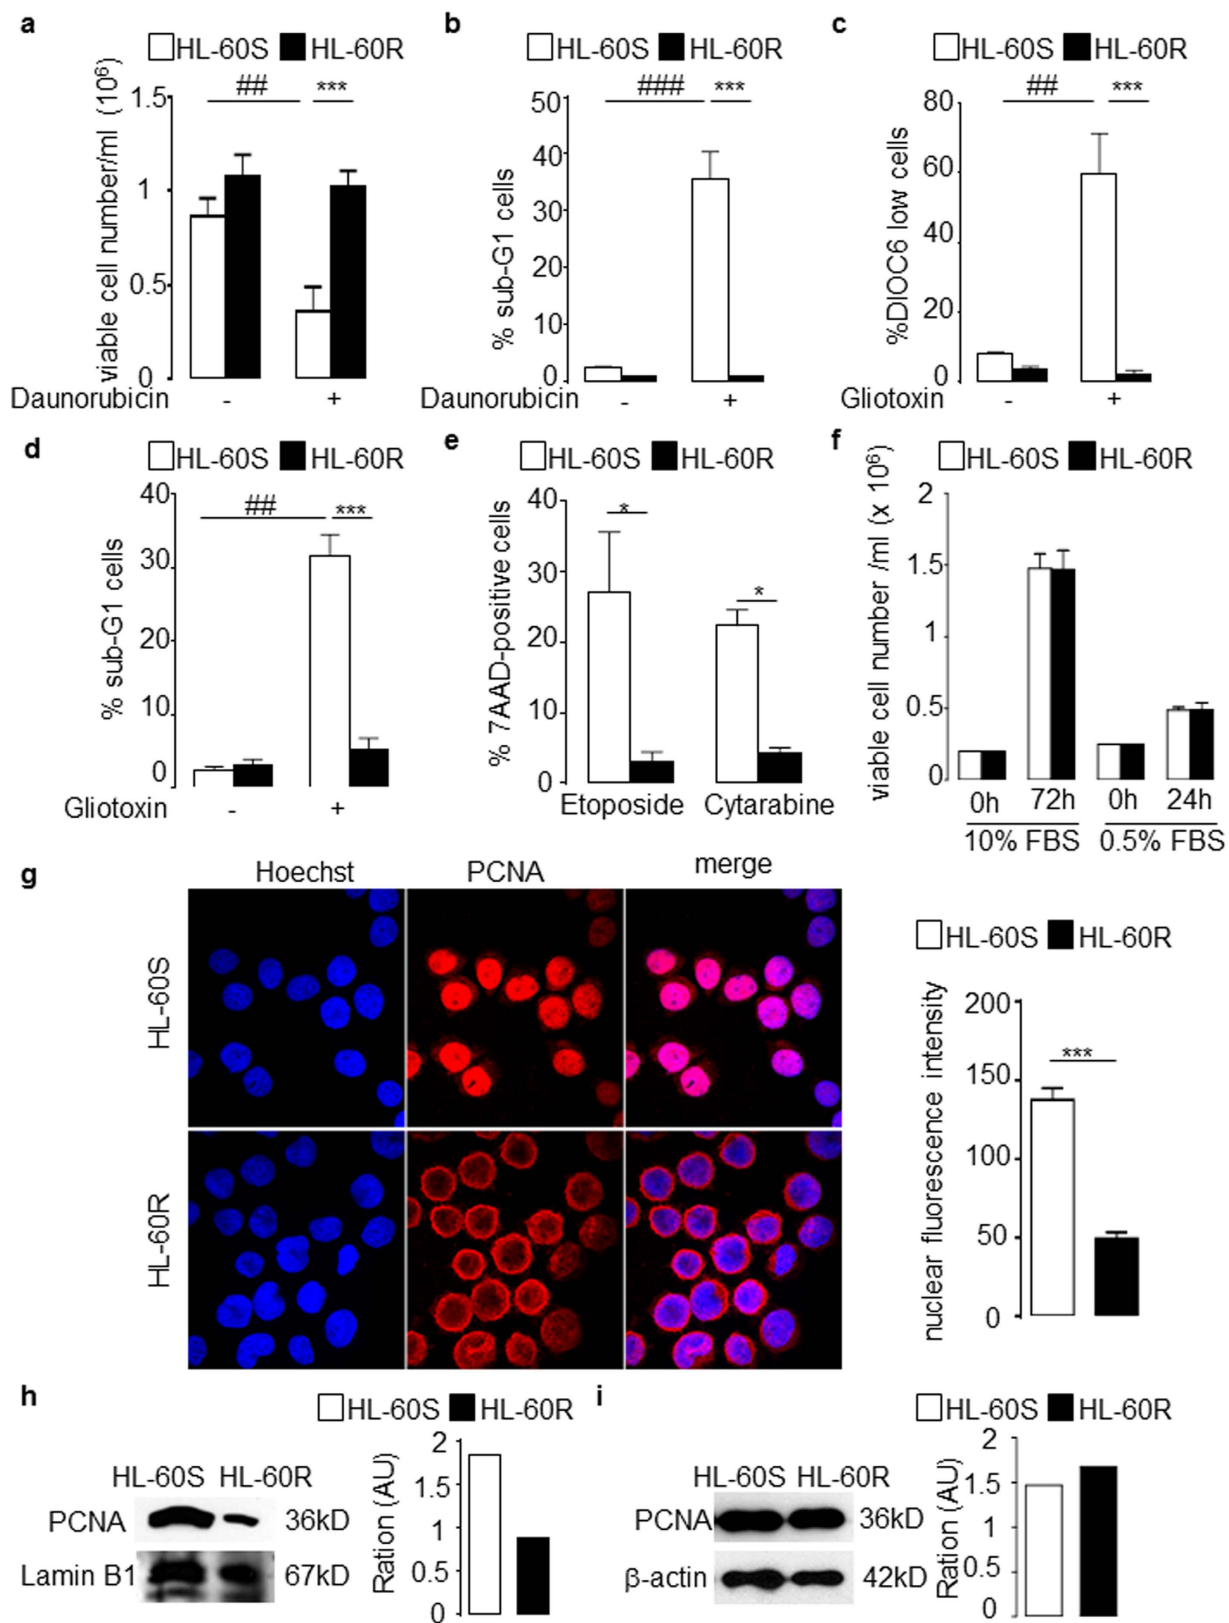 a
HL-60S HL-60R
## ***
viable cell number/ml (10⁶)
1.5
1
0.5
0
Daunorubicin - +
b
HL-60S HL-60R
### ***
% sub-G1 cells
50
40
30
20
10
0
Daunorubicin - +
c
HL-60S HL-60R
## ***
%DIOC6 low cells
80
60
40
20
0
Gliotoxin - +
d
HL-60S HL-60R
## ***
% sub-G1 cells
40
30
20
10
0
Gliotoxin - +
e
HL-60S HL-60R
* *
% 7AAD-positive cells
40
30
20
10
0
Etoposide Cytarabine
f
HL-60S HL-60R
viable cell number /ml (x 10⁶)
2
1.5
1
0.5
0
0h 72h 0h 24h
10% FBS 0.5% FBS
g
Hoechst PCNA merge
HL-60S
HL-60R
HL-60S HL-60R
***
nuclear fluorescence intensity
200
150
100
50
0
h
HL-60S HL-60R
PCNA 36kD
Lamin B1 67kD
HL-60S HL-60R
Ration (AU)
2
1.5
1
0.5
0
i
HL-60S HL-60R
PCNA 36kD
β-actin 42kD
HL-60S HL-60R
Ration (AU)
2
1.5
1
0.5
0